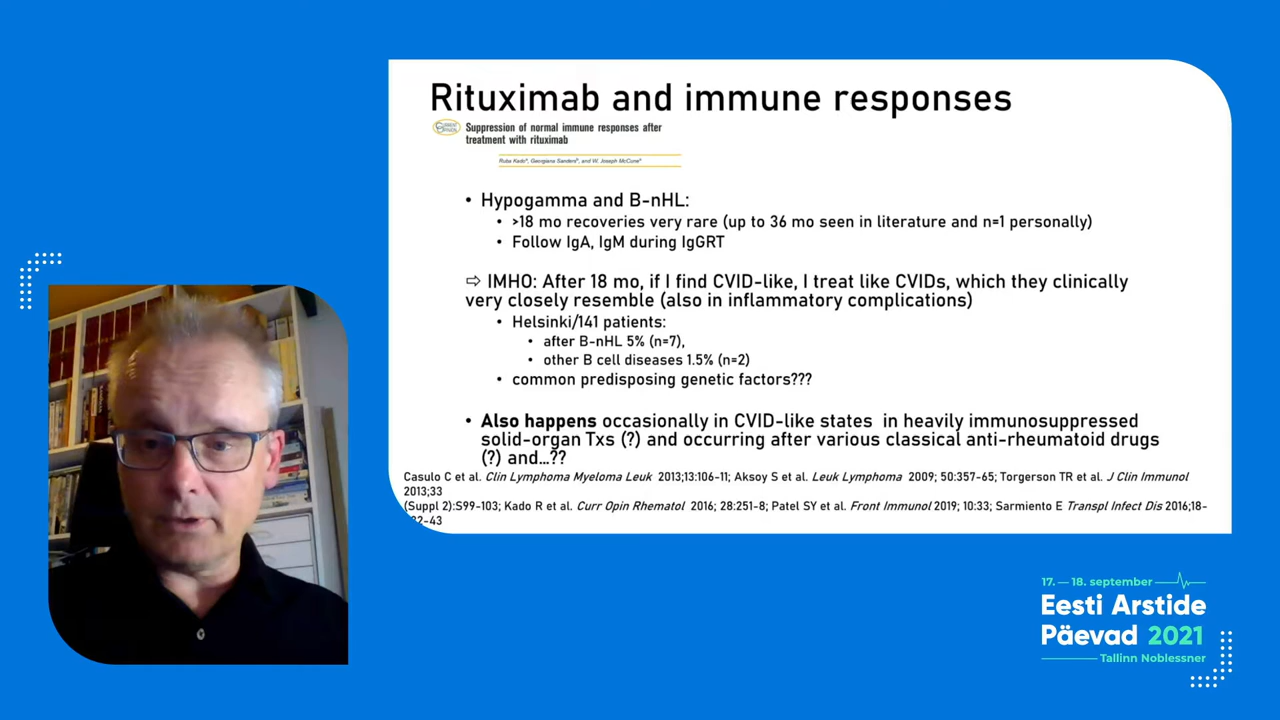 Rituximab and immune responses
Suppression of normal immune responses after
treatment with rituximab
Ruba Kadoᵃ, Georgiana Sandersᵇ, and W. Joseph McCuneᵃ
• Hypogamma and B-nHL:
• >18 mo recoveries very rare (up to 36 mo seen in literature and n=1 personally)
• Follow IgA, IgM during IgGRT
⇨ IMHO: After 18 mo, if I find CVID-like, I treat like CVIDs, which they clinically
very closely resemble (also in inflammatory complications)
• Helsinki/141 patients:
• after B-nHL 5% (n=7),
• other B cell diseases 1.5% (n=2)
• common predisposing genetic factors???
• Also happens occasionally in CVID-like states in heavily immunosuppressed
solid-organ Txs (?) and occurring after various classical anti-rheumatoid drugs
(?) and...??
Casulo C et al. Clin Lymphoma Myeloma Leuk 2013;13:106-11; Aksoy S et al. Leuk Lymphoma 2009; 50:357-65; Torgerson TR et al. J Clin Immunol
2013;33
(Suppl 2):S99-103; Kado R et al. Curr Opin Rhematol 2016; 28:251-8; Patel SY et al. Front Immunol 2019; 10:33; Sarmiento E Transpl Infect Dis 2016;18-
17. — 18. september
Eesti Arstide
Päevad 2021
Tallinn Noblessner